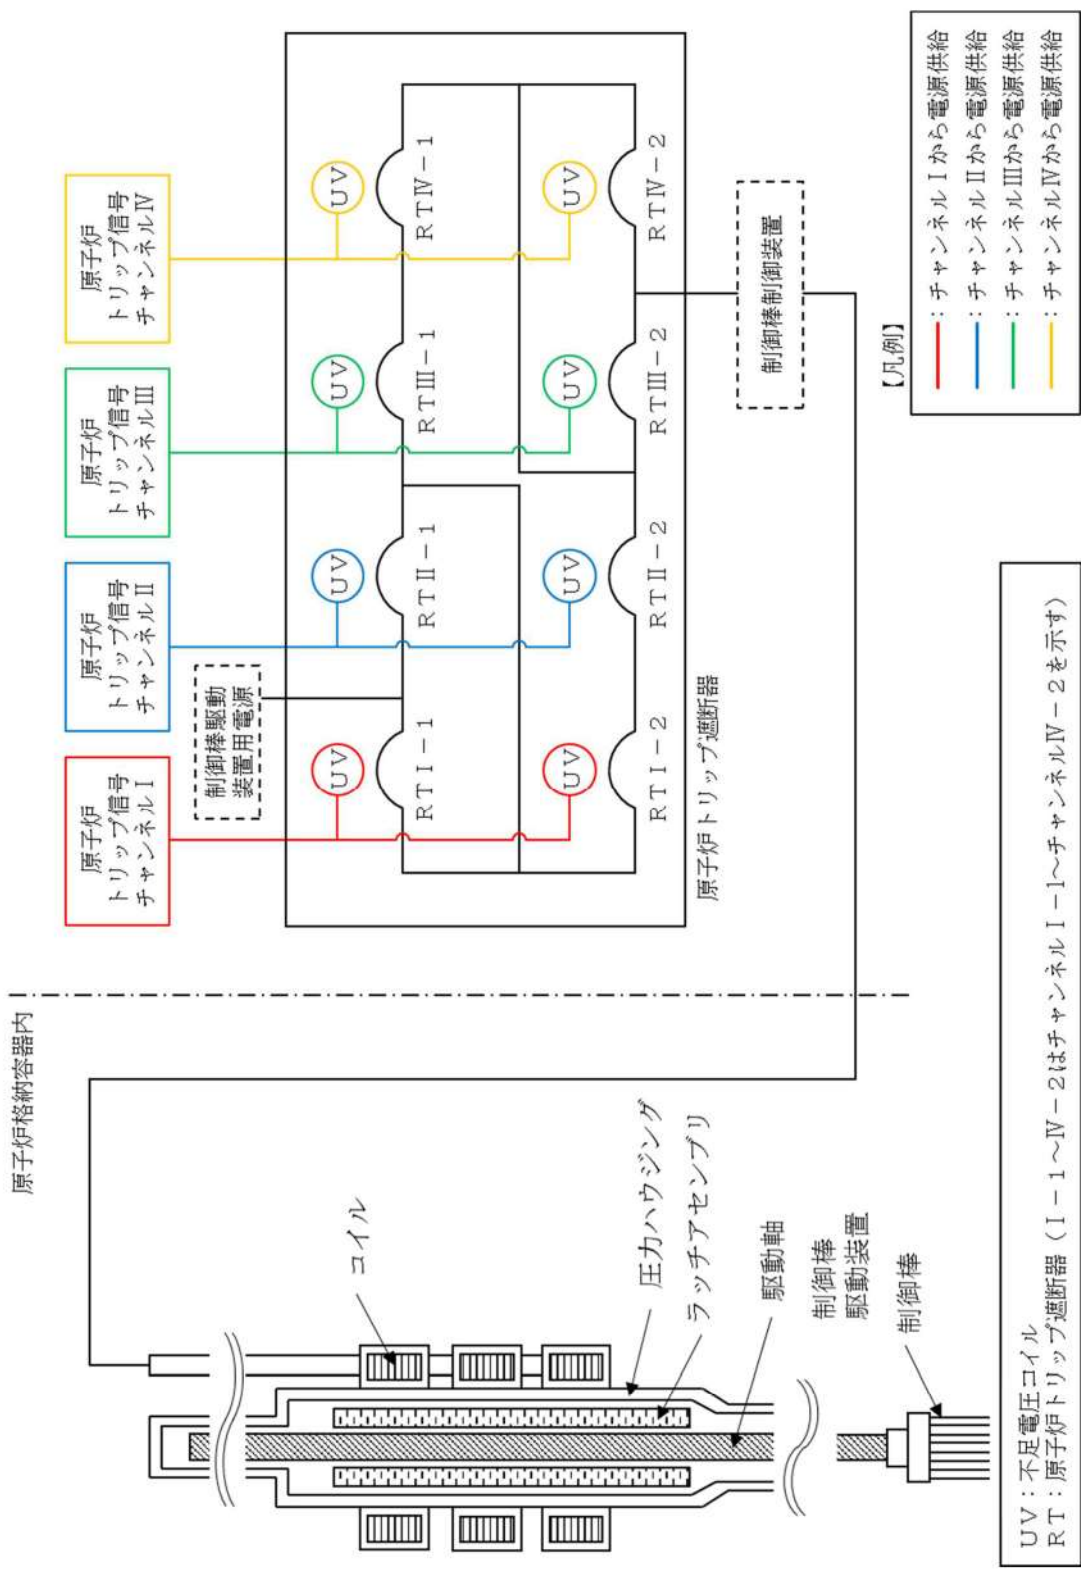 原子炉格納容器内
コイル
圧力ハウジング
ラッチアセンブリ
駆動軸
制御棒
駆動装置
制御棒
原子炉
トリップ信号
チャンネルⅠ
原子炉
トリップ信号
チャンネルⅡ
原子炉
トリップ信号
チャンネルⅢ
原子炉
トリップ信号
チャンネルⅣ
制御棒駆動
装置用電源
UV
UV
UV
UV
RTⅠ-1
RTⅡ-1
RTⅢ-1
RTⅣ-1
UV
UV
UV
UV
RTⅠ-2
RTⅡ-2
RTⅢ-2
RTⅣ-2
原子炉トリップ遮断器
制御棒制御装置
【凡例】
:チャンネルⅠから電源供給
:チャンネルⅡから電源供給
:チャンネルⅢから電源供給
:チャンネルⅣから電源供給
UV:不足電圧コイル
RT:原子炉トリップ遮断器(Ⅰ-1~Ⅳ-2はチャンネルⅠ-1~チャンネルⅣ-2を示す)